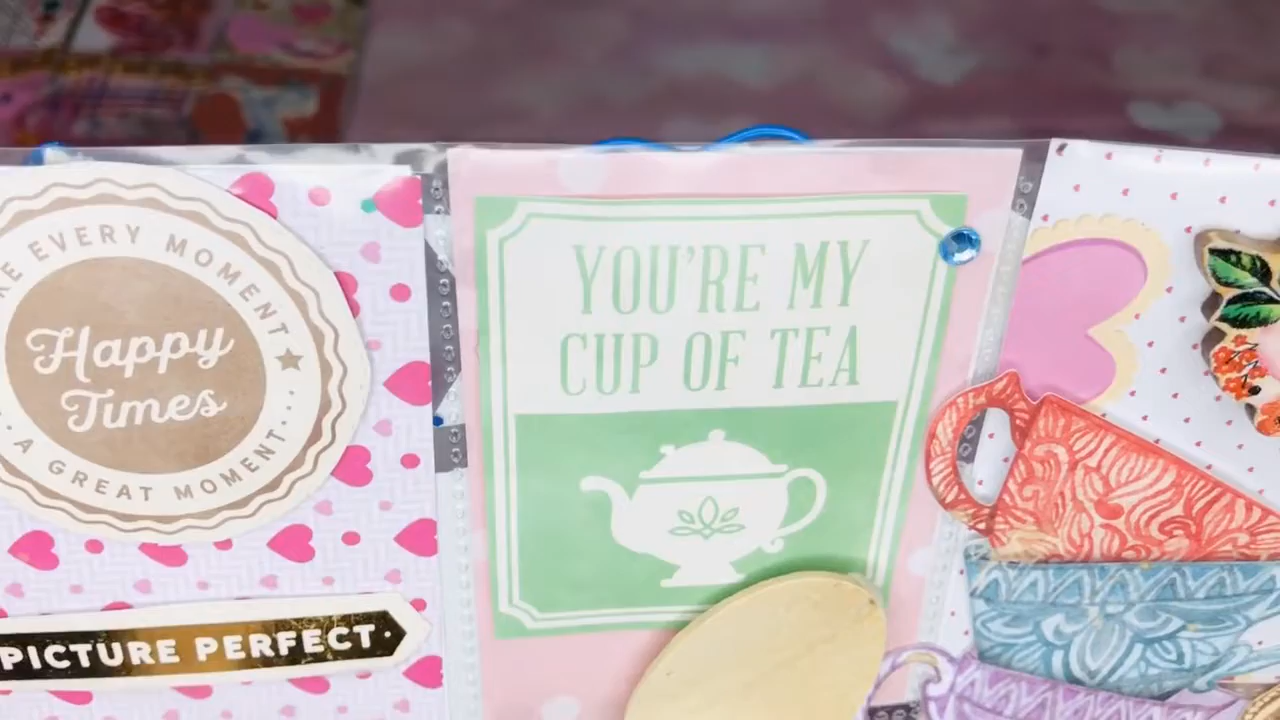 EVERY MOMENT
Happy
Times
A GREAT MOMENT...
PICTURE PERFECT
YOU'RE MY
CUP OF TEA